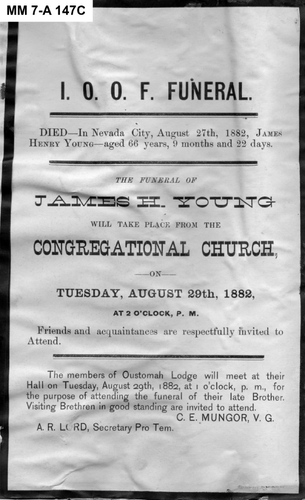 MM 7-A 147C
I. O. O. F. FUNERAL.
DIED—In Nevada City, August 27th, 1882, JAMES
HENRY YOUNG—aged 66 years, 9 months and 22 days.
THE FUNERAL OF
JAMES H. YOUNG
WILL TAKE PLACE FROM THE
CONGREGATIONAL CHURCH,
—ON—
TUESDAY, AUGUST 29th, 1882,
AT 2 O'CLOCK, P. M.
Friends and acquaintances are respectfully invited to
Attend.
The members of Oustomah Lodge will meet at their
Hall on Tuesday, August 29th, 1882, at 1 o'clock, p. m., for
the purpose of attending the funeral of their late Brother.
Visiting Brethren in good standing are invited to attend.
C. E. MUNGOR, V. G.
A. R. LORD, Secretary Pro Tem.